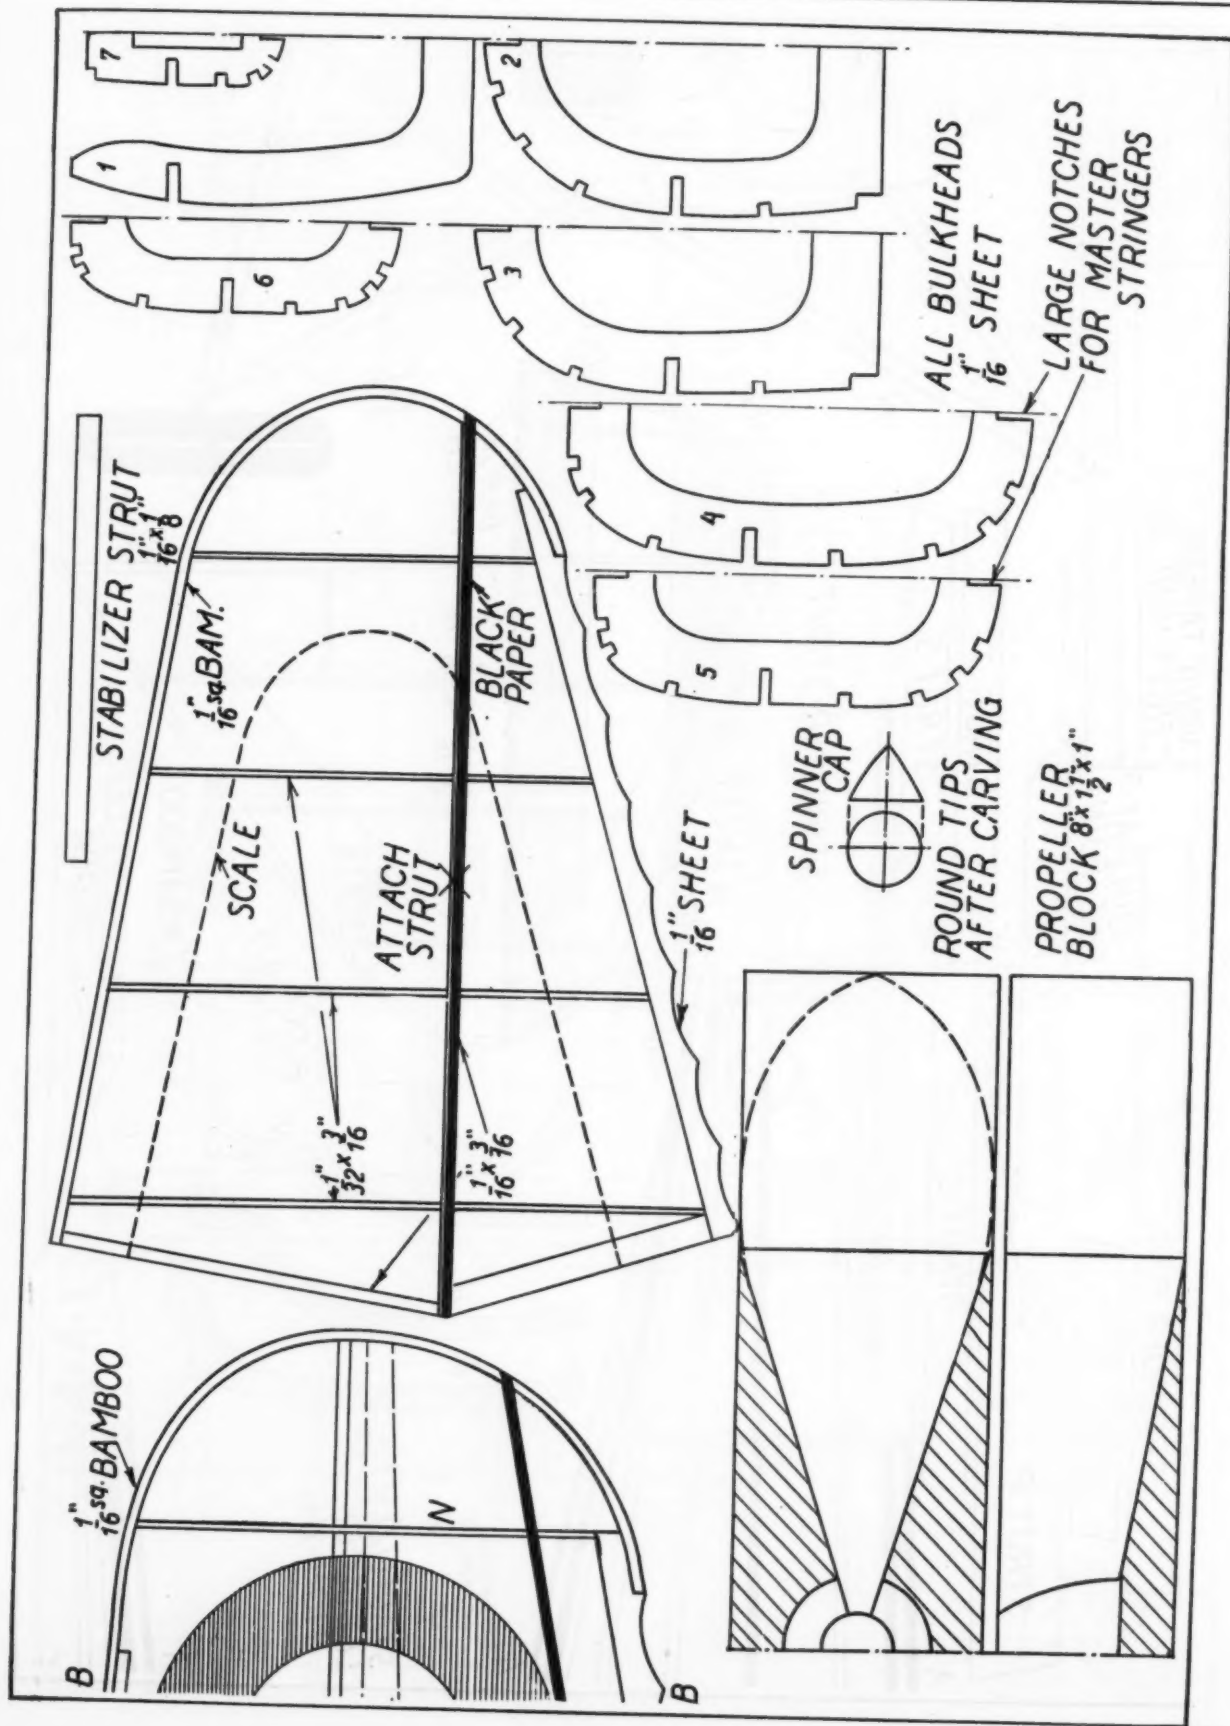 B
1/16" sq. BAMBOO
N
B
STABILIZER STRUT
1/16" x 1/8"
1/16" sq. BAM.
SCALE
ATTACH
STRUT
BLACK
PAPER
1/32" x 3/16"
1/16" x 3/16"
1/16" SHEET
7
1
6
2
3
4
5
ALL BULKHEADS
1/16" SHEET
LARGE NOTCHES
FOR MASTER
STRINGERS
SPINNER
CAP
ROUND TIPS
AFTER CARVING
PROPELLER
BLOCK 8" x 1 1/2" x 1"